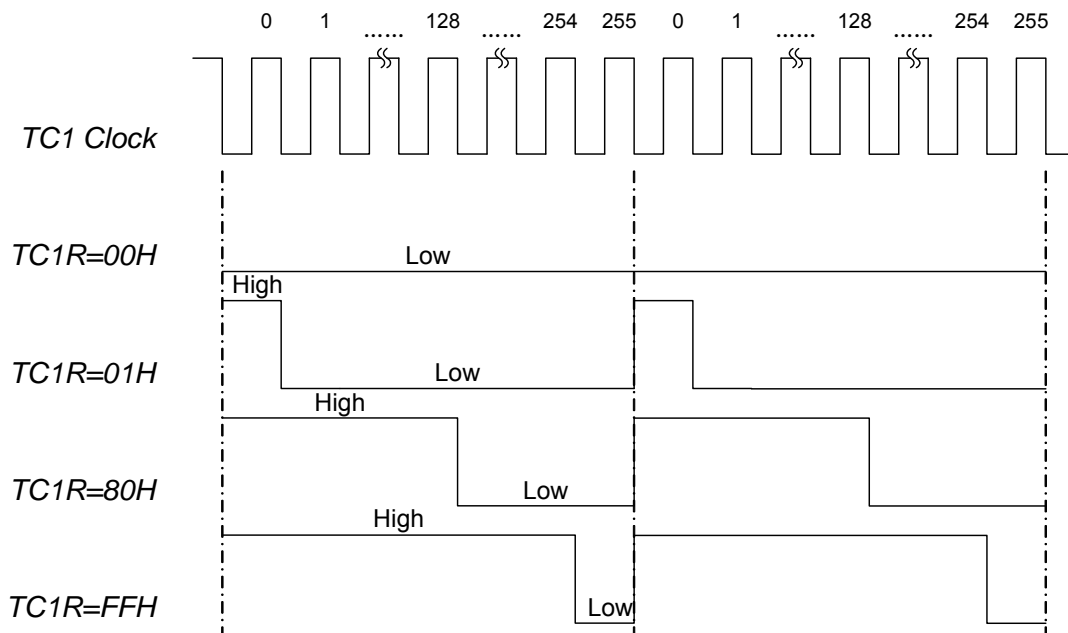 0 1 …… 128 …… 254 255 0 1 …… 128 …… 254 255
TC1 Clock
TC1R=00H
Low
High
TC1R=01H
Low
High
TC1R=80H
Low
High
TC1R=FFH
Low